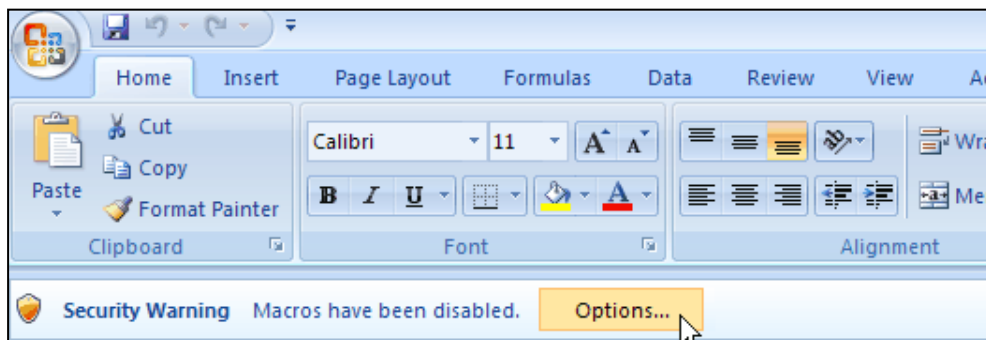 Home Insert Page Layout Formulas Data Review View
Cut
Calibri 11 A A
Copy
Paste
B I U A
Format Painter
Clipboard Font Alignment
Security Warning Macros have been disabled. Options...